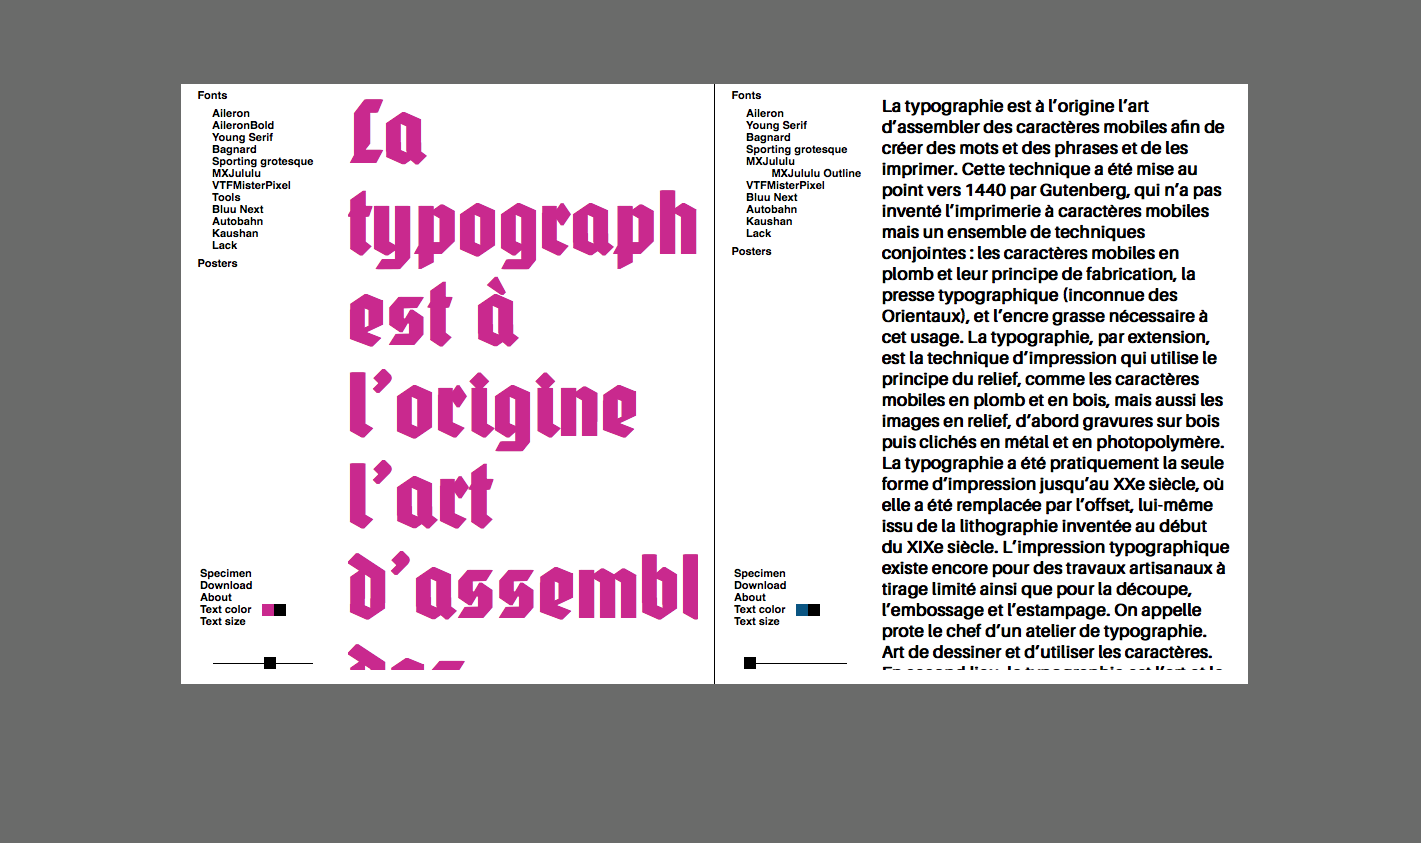 Fonts
Aileron
AileronBold
Young Serif
Bagnard
Sporting grotesque
MXJululu
VTFMisterPixel
Tools
Bluu Next
Autobahn
Kaushan
Lack
Posters
Specimen
Download
About
Text color
Text size
La
typograph
est à
l’origine
l’art
d’assembl
des
Fonts
Aileron
Young Serif
Bagnard
Sporting grotesque
MXJululu
MXJululu Outline
VTFMisterPixel
Bluu Next
Autobahn
Kaushan
Lack
Posters
Specimen
Download
About
Text color
Text size
La typographie est à l’origine l’art
d’assembler des caractères mobiles afin de
créer des mots et des phrases et de les
imprimer. Cette technique a été mise au
point vers 1440 par Gutenberg, qui n’a pas
inventé l’imprimerie à caractères mobiles
mais un ensemble de techniques
conjointes : les caractères mobiles en
plomb et leur principe de fabrication, la
presse typographique (inconnue des
Orientaux), et l’encre grasse nécessaire à
cet usage. La typographie, par extension,
est la technique d’impression qui utilise le
principe du relief, comme les caractères
mobiles en plomb et en bois, mais aussi les
images en relief, d’abord gravures sur bois
puis clichés en métal et en photopolymère.
La typographie a été pratiquement la seule
forme d’impression jusqu’au XXe siècle, où
elle a été remplacée par l’offset, lui-même
issu de la lithographie inventée au début
du XIXe siècle. L’impression typographique
existe encore pour des travaux artisanaux à
tirage limité ainsi que pour la découpe,
l’embossage et l’estampage. On appelle
prote le chef d’un atelier de typographie.
Art de dessiner et d’utiliser les caractères.
En second lieu, la typographie est l’art et la